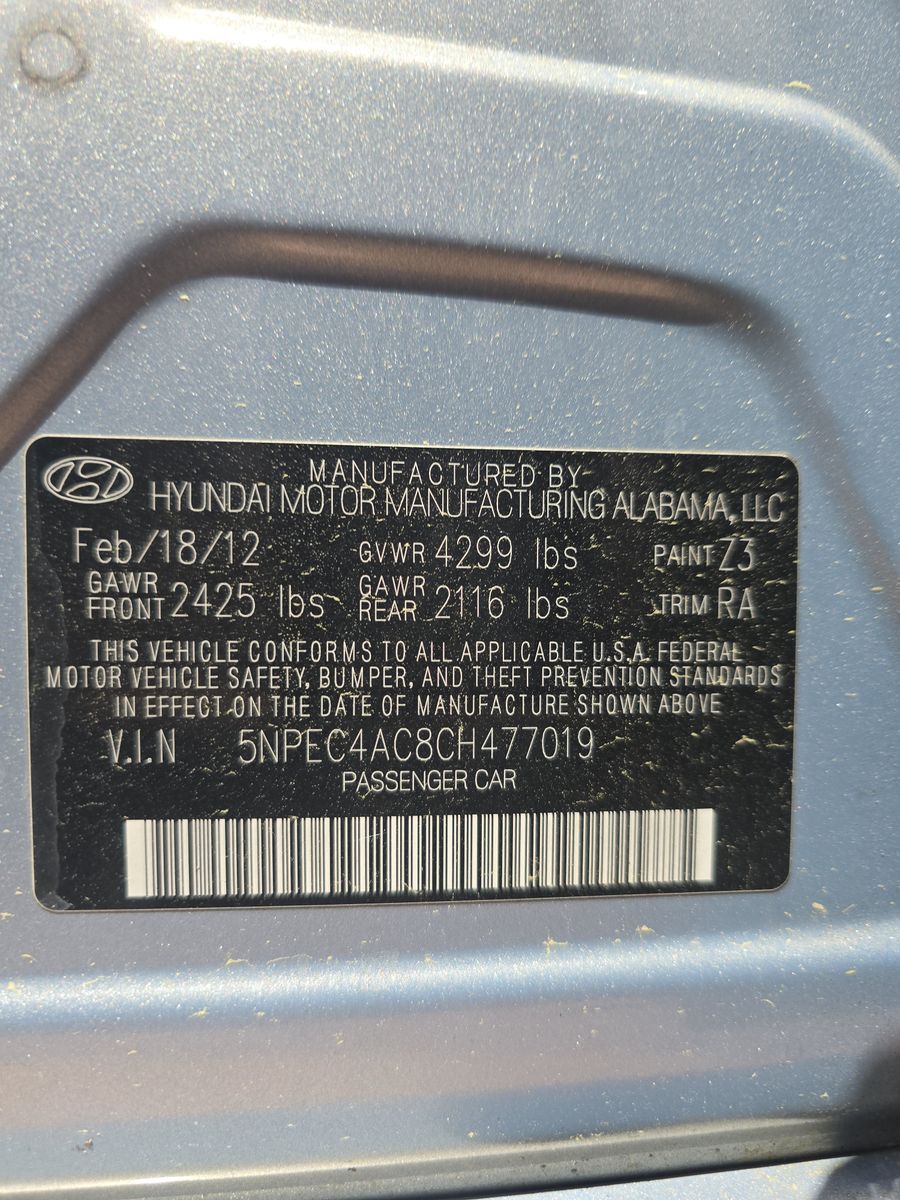 MANUFACTURED BY
HYUNDAI MOTOR MANUFACTURING ALABAMA, LLC
Feb/18/12 GVWR 4299 lbs PAINT Z3
GAWR FRONT 2425 lbs GAWR REAR 2116 lbs TRIM RA
THIS VEHICLE CONFORMS TO ALL APPLICABLE U.S.A. FEDERAL
MOTOR VEHICLE SAFETY, BUMPER, AND THEFT PREVENTION STANDARDS
IN EFFECT ON THE DATE OF MANUFACTURE SHOWN ABOVE
V.I.N 5NPEC4AC8CH477019
PASSENGER CAR